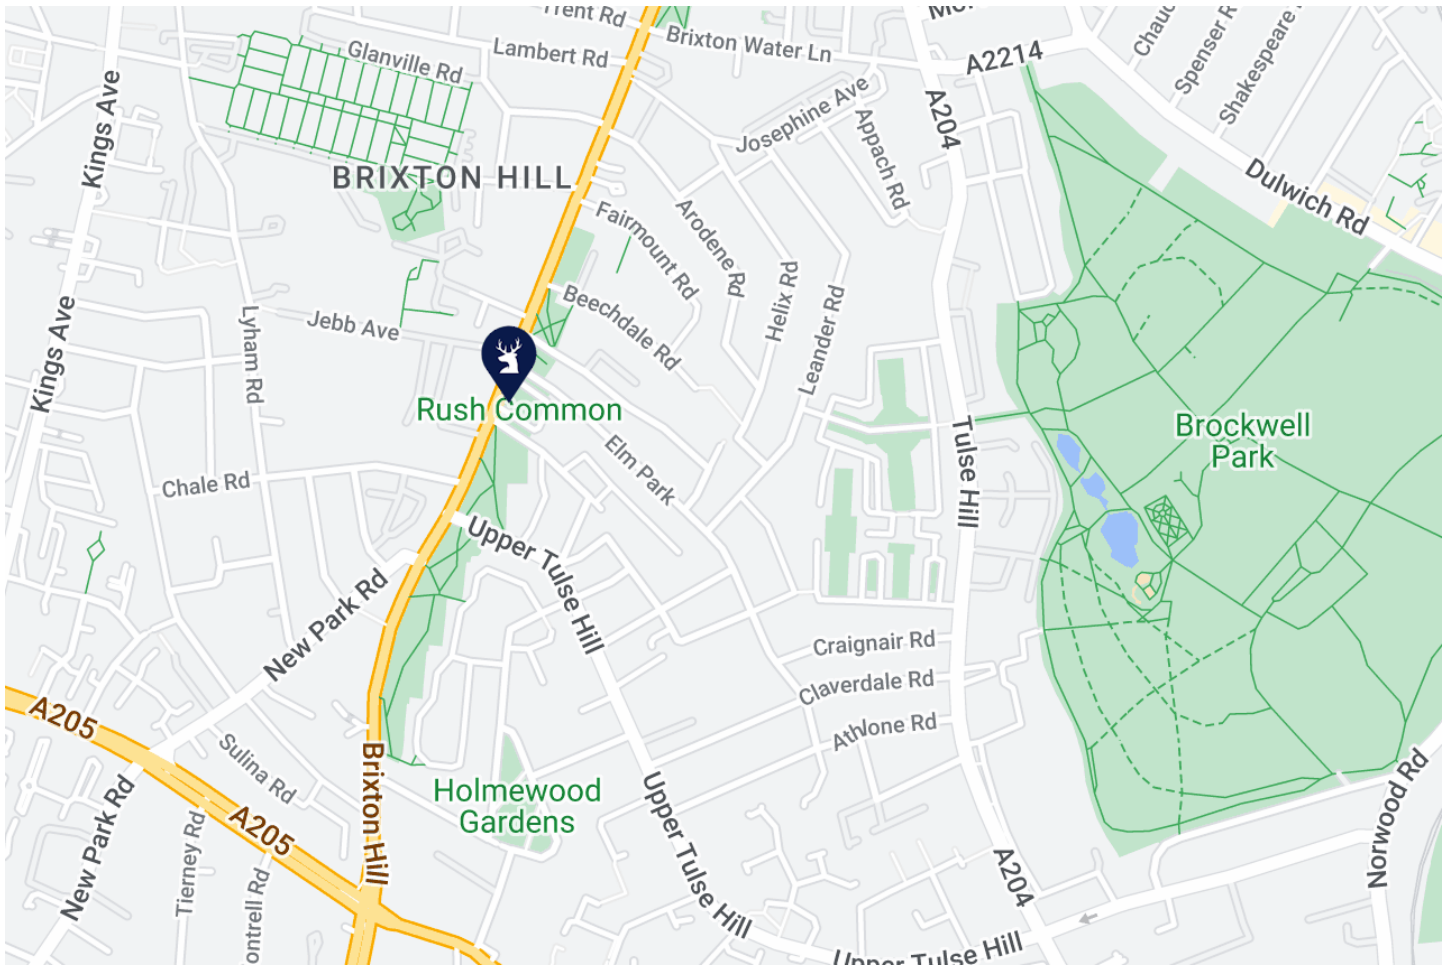 Brixton Water Ln
Lambert Rd
Glanville Rd
A2214
Spenser R
Shakespeare
Kings Ave
A204
Josephine Ave
Appach Rd
BRIXTON HILL
Dulwich Rd
Fairmount Rd
Arodene Rd
Helix Rd
Leander Rd
Beechdale Rd
Jebb Ave
Lyham Rd
Kings Ave
Rush Common
Brockwell
Park
Tulse Hill
Elm Park
Chale Rd
Upper Tulse Hill
New Park Rd
Craignair Rd
Claverdale Rd
Athlone Rd
A205
Sulina Rd
Brixton Hill
Holmewood
Gardens
Upper Tulse Hill
New Park Rd
A205
Tierney Rd
ontrell Rd
A204
Norwood Rd
Upper Tulse Hill